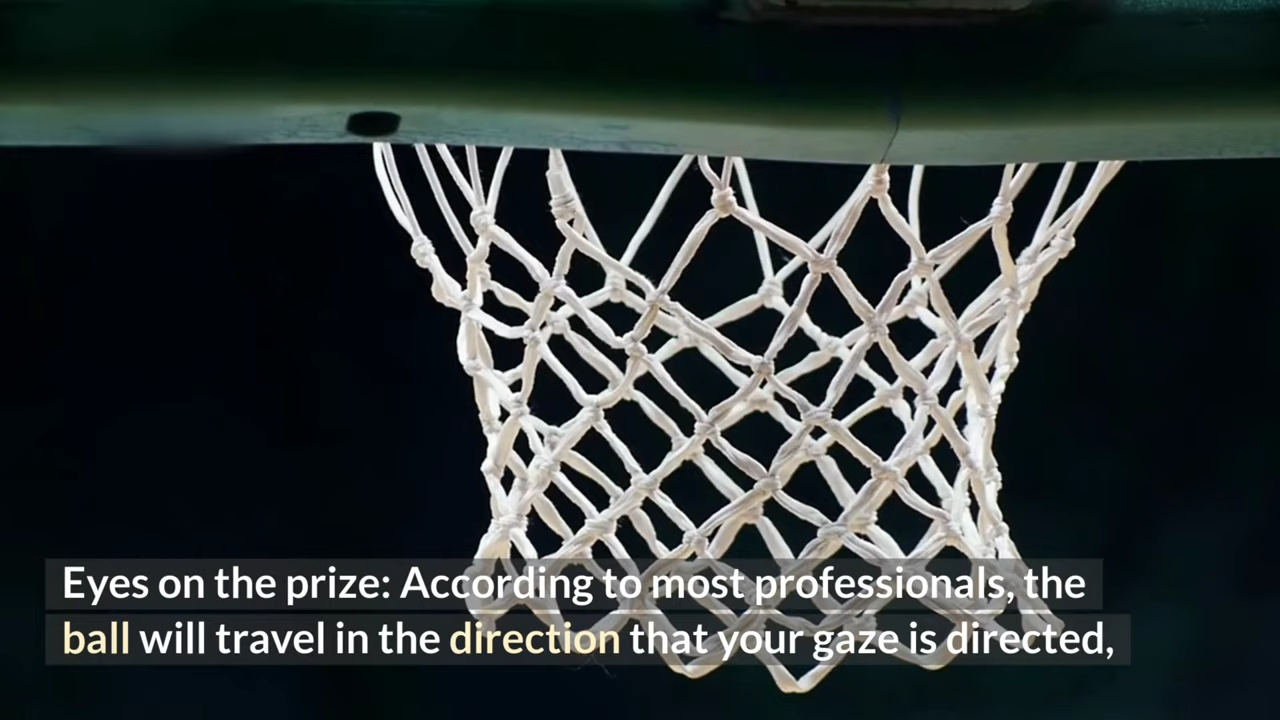 Eyes on the prize: According to most professionals, the
ball will travel in the direction that your gaze is directed,